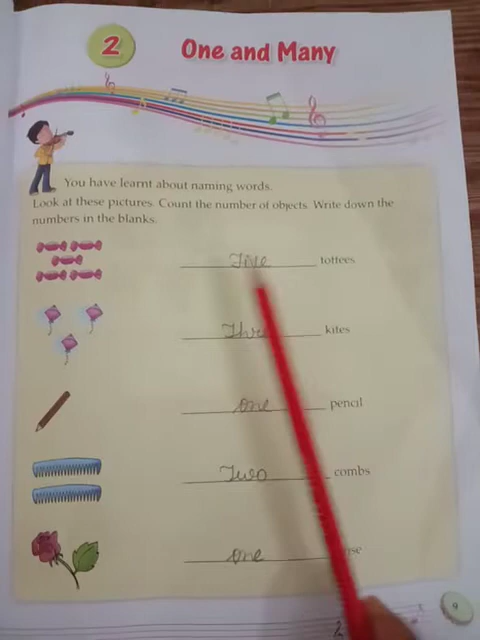 2
One and Many
You have learnt about naming words.
Look at these pictures. Count the number of objects. Write down the
numbers in the blanks.
Five toffees
kites
one pencil
Two combs
one
9